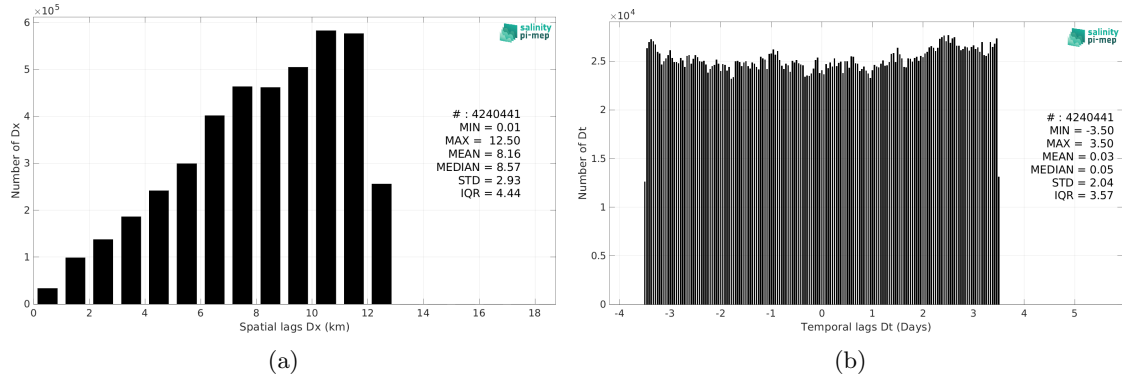 ×10⁵
salinity
pi-mep
6
5
4
3
2
1
0
Number of Dx
# : 4240441
MIN = 0.01
MAX = 12.50
MEAN = 8.16
MEDIAN = 8.57
STD = 2.93
IQR = 4.44
0 2 4 6 8 10 12 14 16 18
Spatial lags Dx (km)
(a)
×10⁴
salinity
pi-mep
2.5
2
1.5
1
0.5
0
Number of Dt
# : 4240441
MIN = -3.50
MAX = 3.50
MEAN = 0.03
MEDIAN = 0.05
STD = 2.04
IQR = 3.57
-4 -3 -2 -1 0 1 2 3 4 5
Temporal lags Dt (Days)
(b)